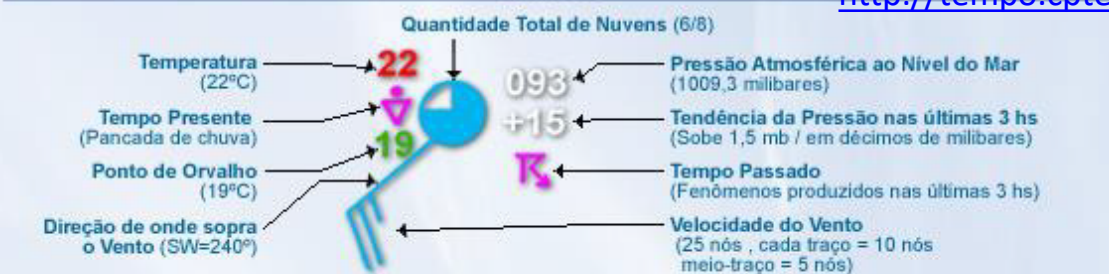 http://tempo.cpte
Quantidade Total de Nuvens (6/8)
Temperatura
(22ºC)
22
Tempo Presente
(Pancada de chuva)
19
Ponto de Orvalho
(19ºC)
Direção de onde sopra
o Vento (SW=240º)
093
Pressão Atmosférica ao Nível do Mar
(1009,3 milibares)
+15
Tendência da Pressão nas últimas 3 hs
(Sobe 1,5 mb / em décimos de milibares)
Tempo Passado
(Fenômenos produzidos nas últimas 3 hs)
Velocidade do Vento
(25 nós , cada traço = 10 nós
meio-traço = 5 nós)